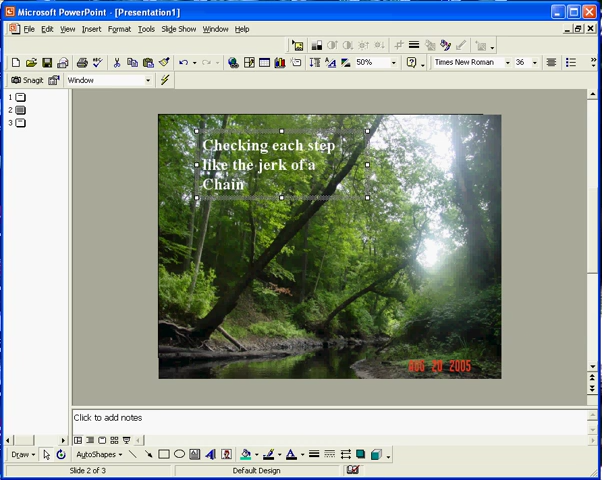 Microsoft PowerPoint - [Presentation1]
File Edit View Insert Format Tools Slide Show Window Help
50% Times New Roman 36
Snagit Window
1
2
3
Checking each step
like the jerk of a
Chain
AUG 20 2005
Click to add notes
Draw AutoShapes
Slide 2 of 3 Default Design